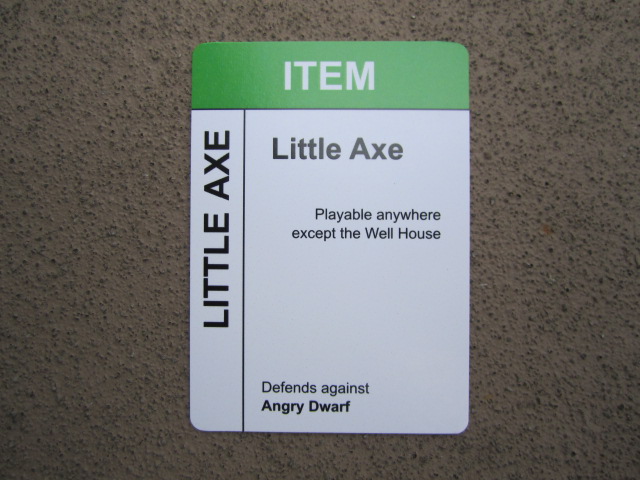 ITEM
LITTLE AXE
Little Axe
Playable anywhere
except the Well House
Defends against
Angry Dwarf